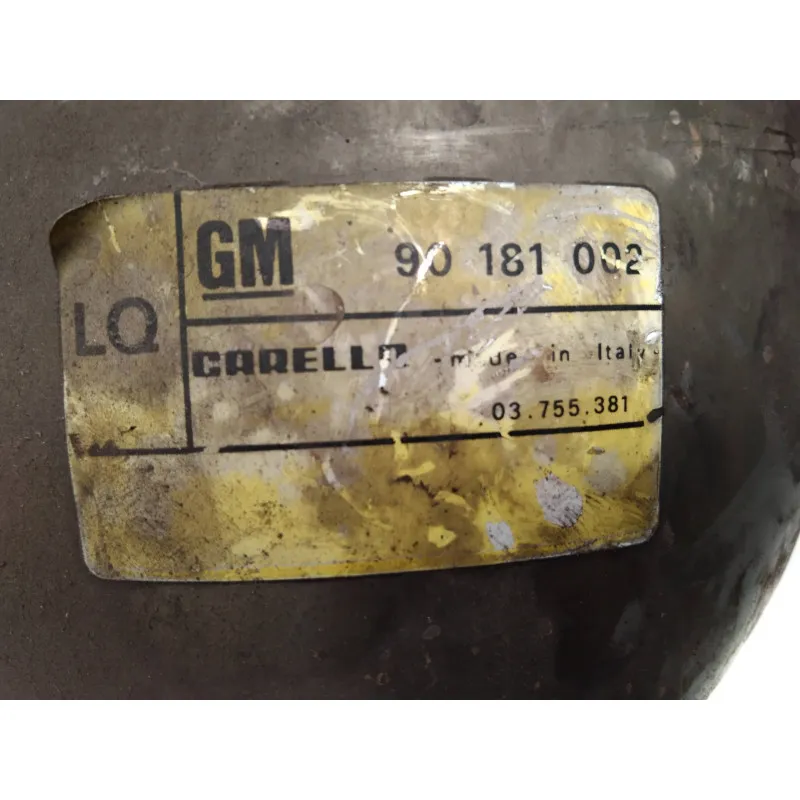 GM 90 181 002
LQ
CARELLO - made in Italy
03.755.381